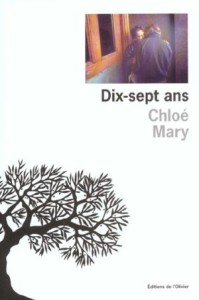 Dix-sept ans
Chloé
Mary
Éditions de l'Olivier